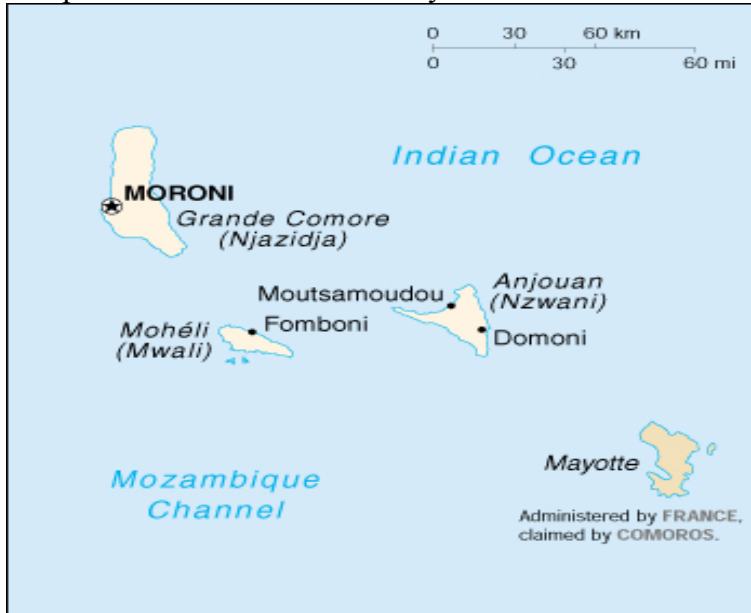 0 30 60 km
0 30 60 mi
Indian Ocean
MORONI
Grande Comore
(Njazidja)
Anjouan
(Nzwani)
Moutsamoudou
Domoni
Mohéli
(Mwali)
Fomboni
Mayotte
Mozambique
Channel
Administered by FRANCE,
claimed by COMOROS.